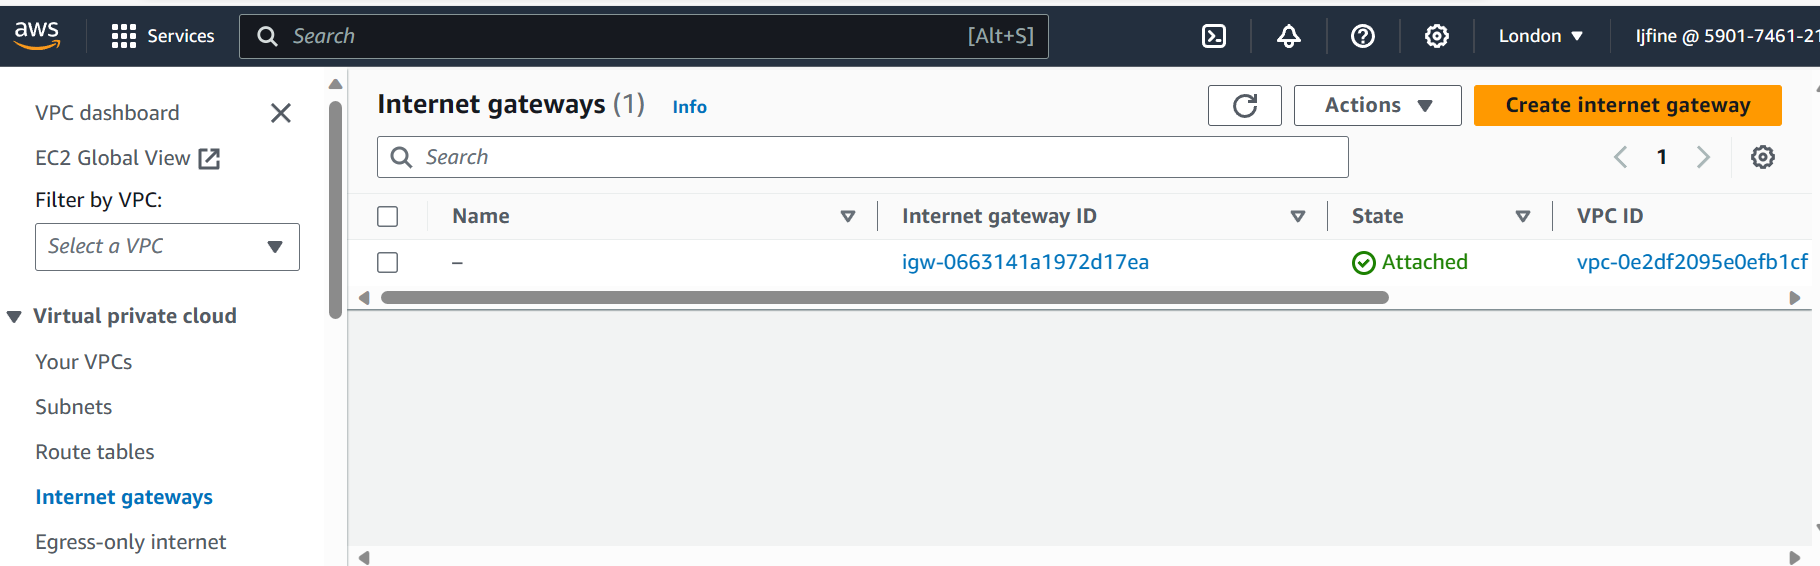 aws Services Search [Alt+S] London Ijfine @ 5901-7461-21
VPC dashboard
EC2 Global View
Filter by VPC:
Select a VPC
Virtual private cloud
Your VPCs
Subnets
Route tables
Internet gateways
Egress-only internet
Internet gateways (1) Info Actions Create internet gateway
Search 1
Name Internet gateway ID State VPC ID
– igw-0663141a1972d17ea Attached vpc-0e2df2095e0efb1cf